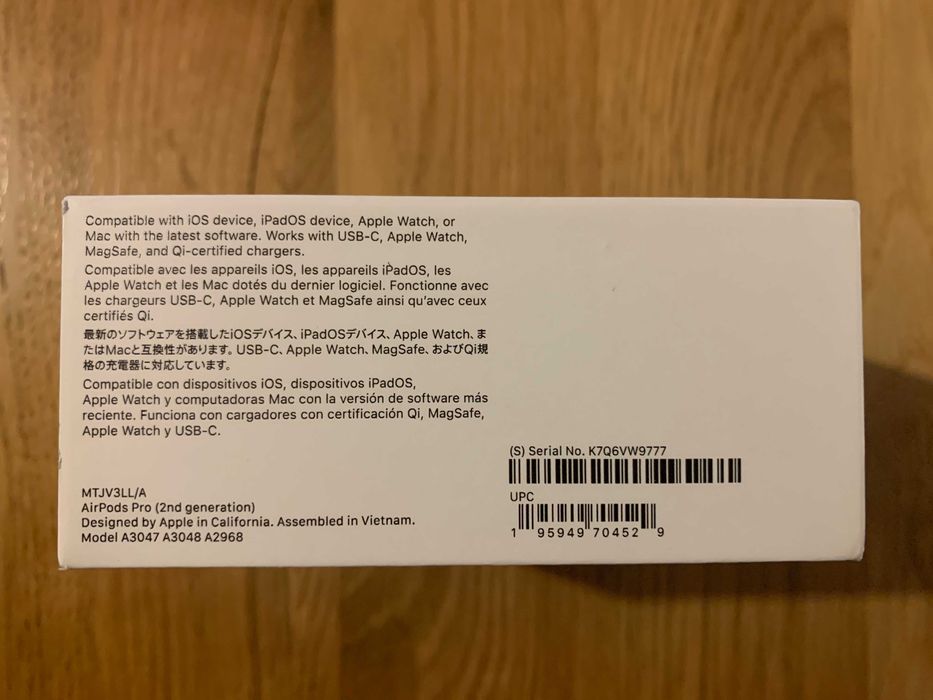 Compatible with iOS device, iPadOS device, Apple Watch, or
Mac with the latest software. Works with USB-C, Apple Watch,
MagSafe, and Qi-certified chargers.
Compatible avec les appareils iOS, les appareils iPadOS, les
Apple Watch et les Mac dotés du dernier logiciel. Fonctionne avec
les chargeurs USB-C, Apple Watch et MagSafe ainsi qu'avec ceux
certifiés Qi.
最新のソフトウェアを搭載したiOSデバイス、iPadOSデバイス、Apple Watch、ま
たはMacと互換性があります。USB-C、Apple Watch、MagSafe、およびQi規
格の充電器に対応しています。
Compatible con dispositivos iOS, dispositivos iPadOS,
Apple Watch y computadoras Mac con la versión de software más
reciente. Funciona con cargadores con certificación Qi, MagSafe,
Apple Watch y USB-C.
MTJV3LL/A
AirPods Pro (2nd generation)
Designed by Apple in California. Assembled in Vietnam.
Model A3047 A3048 A2968
(S) Serial No. K7Q6VW9777
UPC
1 95949 70452 9